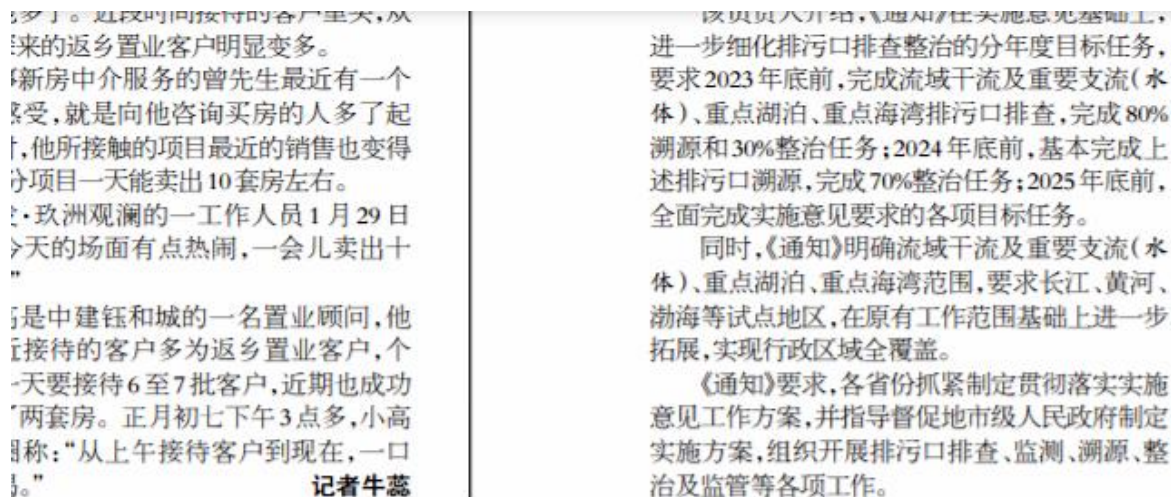 来的返乡置业客户明显变多。
新房中介服务的曾先生最近有一个
受,就是向他咨询买房的人多了起
,他所接触的项目最近的销售也变得
项目一天能卖出10套房左右。
·玖洲观澜的一工作人员1月29日
天的场面有点热闹,一会儿卖出十
”
是中建钰和城的一名置业顾问,他
接待的客户多为返乡置业客户,个
天要接待6至7批客户,近期也成功
两套房。正月初七下午3点多,小高
称:“从上午接待客户到现在,一口
。”
记者牛蕊
该负责人介绍,《通知》在实施意见基础上,
进一步细化排污口排查整治的分年度目标任务,
要求2023年底前,完成流域干流及重要支流(水
体)、重点湖泊、重点海湾排污口排查,完成80%
溯源和30%整治任务;2024年底前,基本完成上
述排污口溯源,完成70%整治任务;2025年底前,
全面完成实施意见要求的各项目标任务。
同时,《通知》明确流域干流及重要支流(水
体)、重点湖泊、重点海湾范围,要求长江、黄河、
渤海等试点地区,在原有工作范围基础上进一步
拓展,实现行政区域全覆盖。
《通知》要求,各省份抓紧制定贯彻落实实施
意见工作方案,并指导督促地市级人民政府制定
实施方案,组织开展排污口排查、监测、溯源、整
治及监管等各项工作。